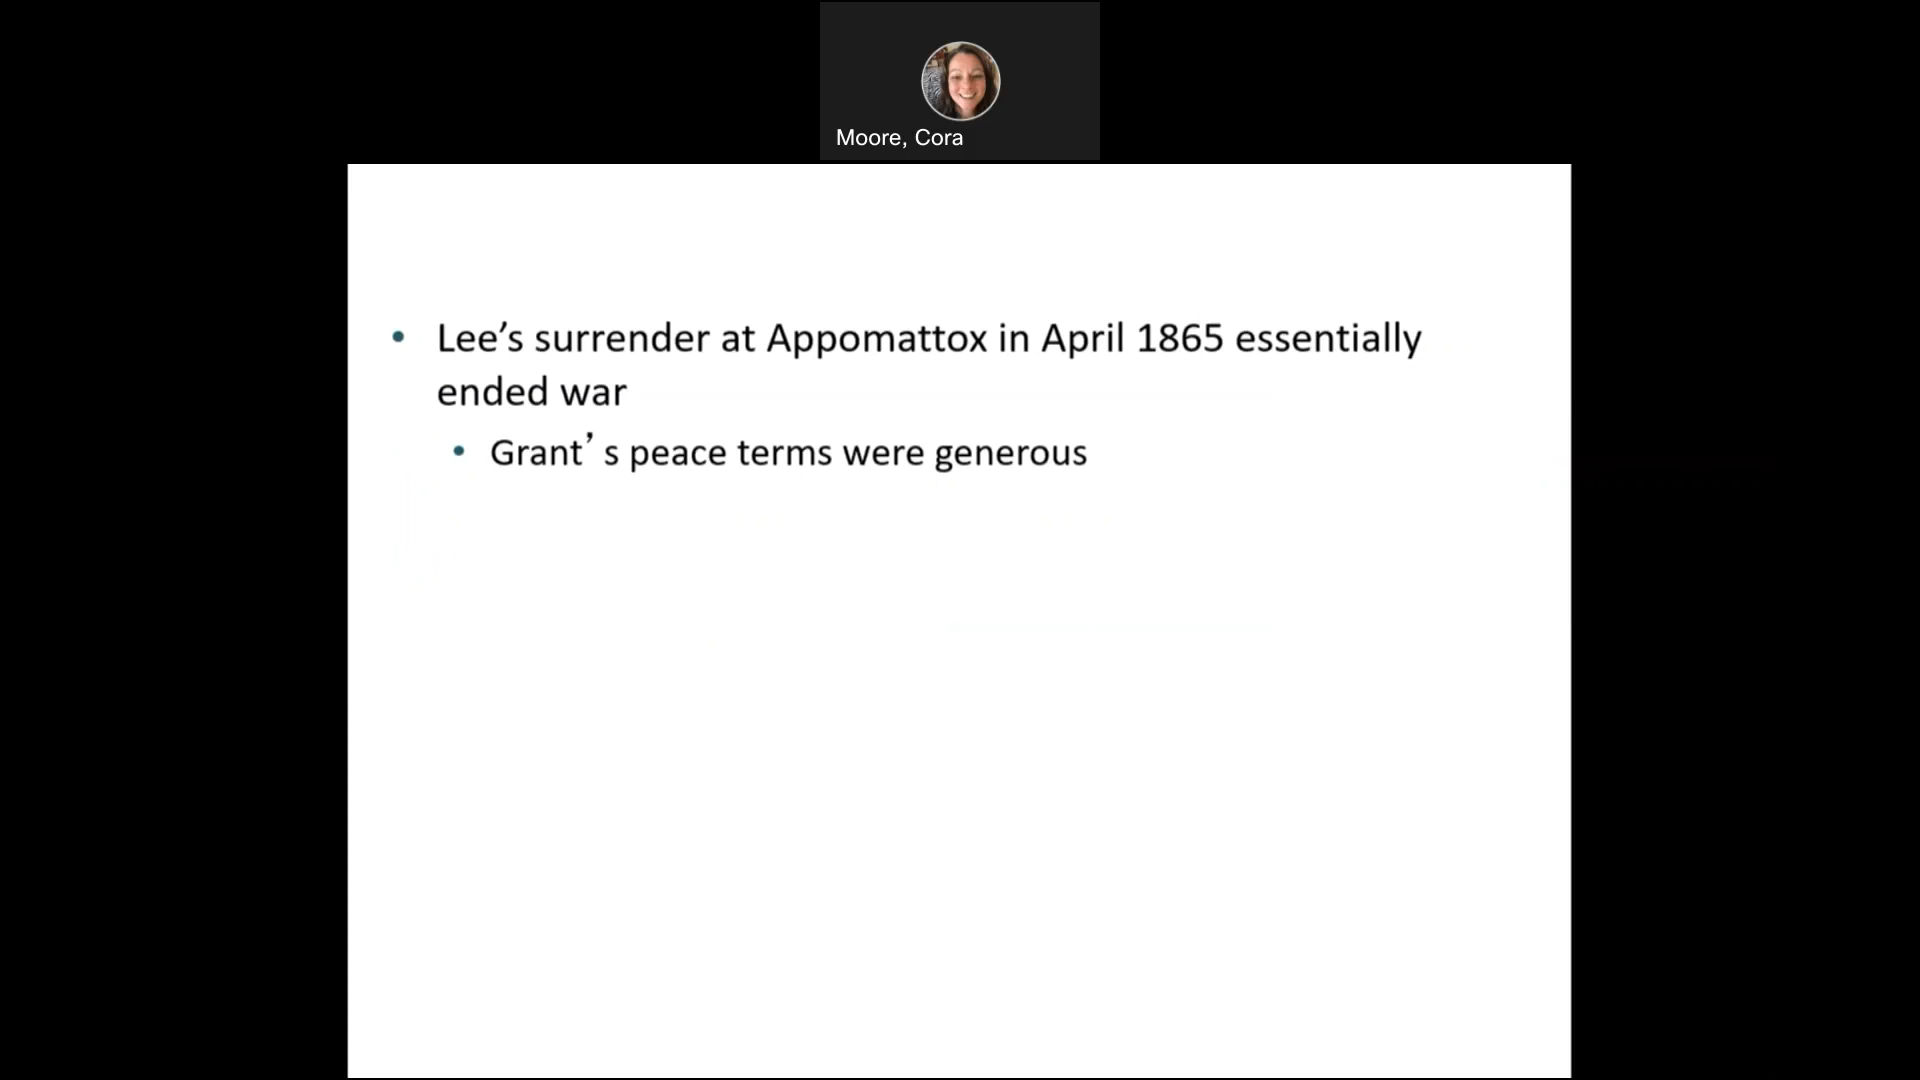 Moore, Cora
• Lee’s surrender at Appomattox in April 1865 essentially
ended war
• Grant’s peace terms were generous